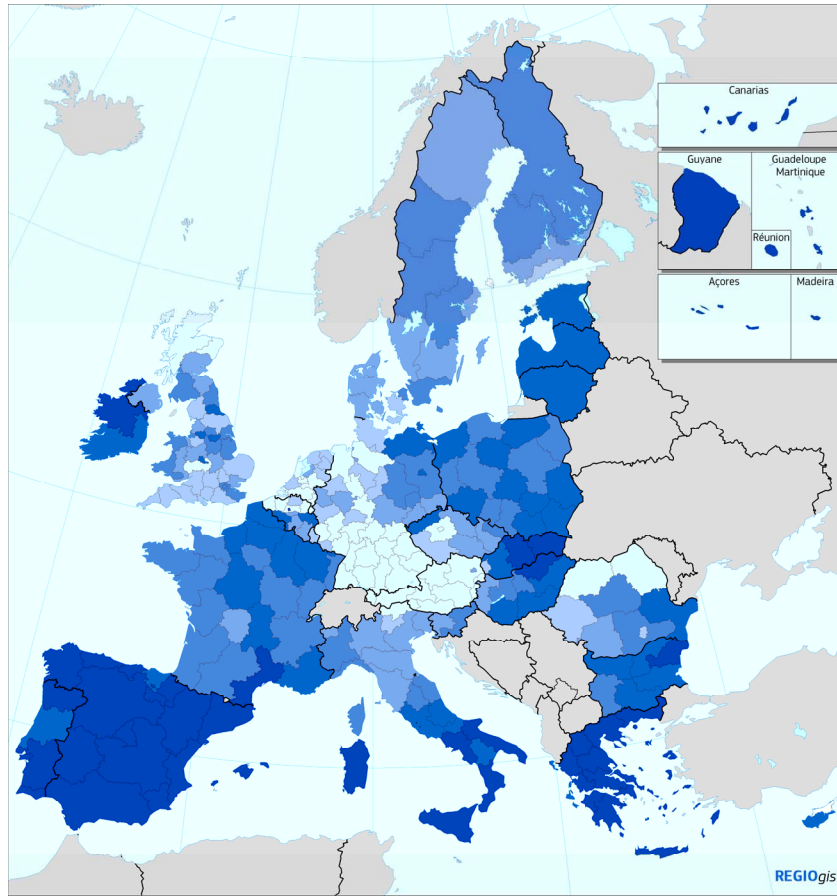 Canarias
Guyane
Guadeloupe
Martinique
Réunion
Açores
Madeira
REGIOgis